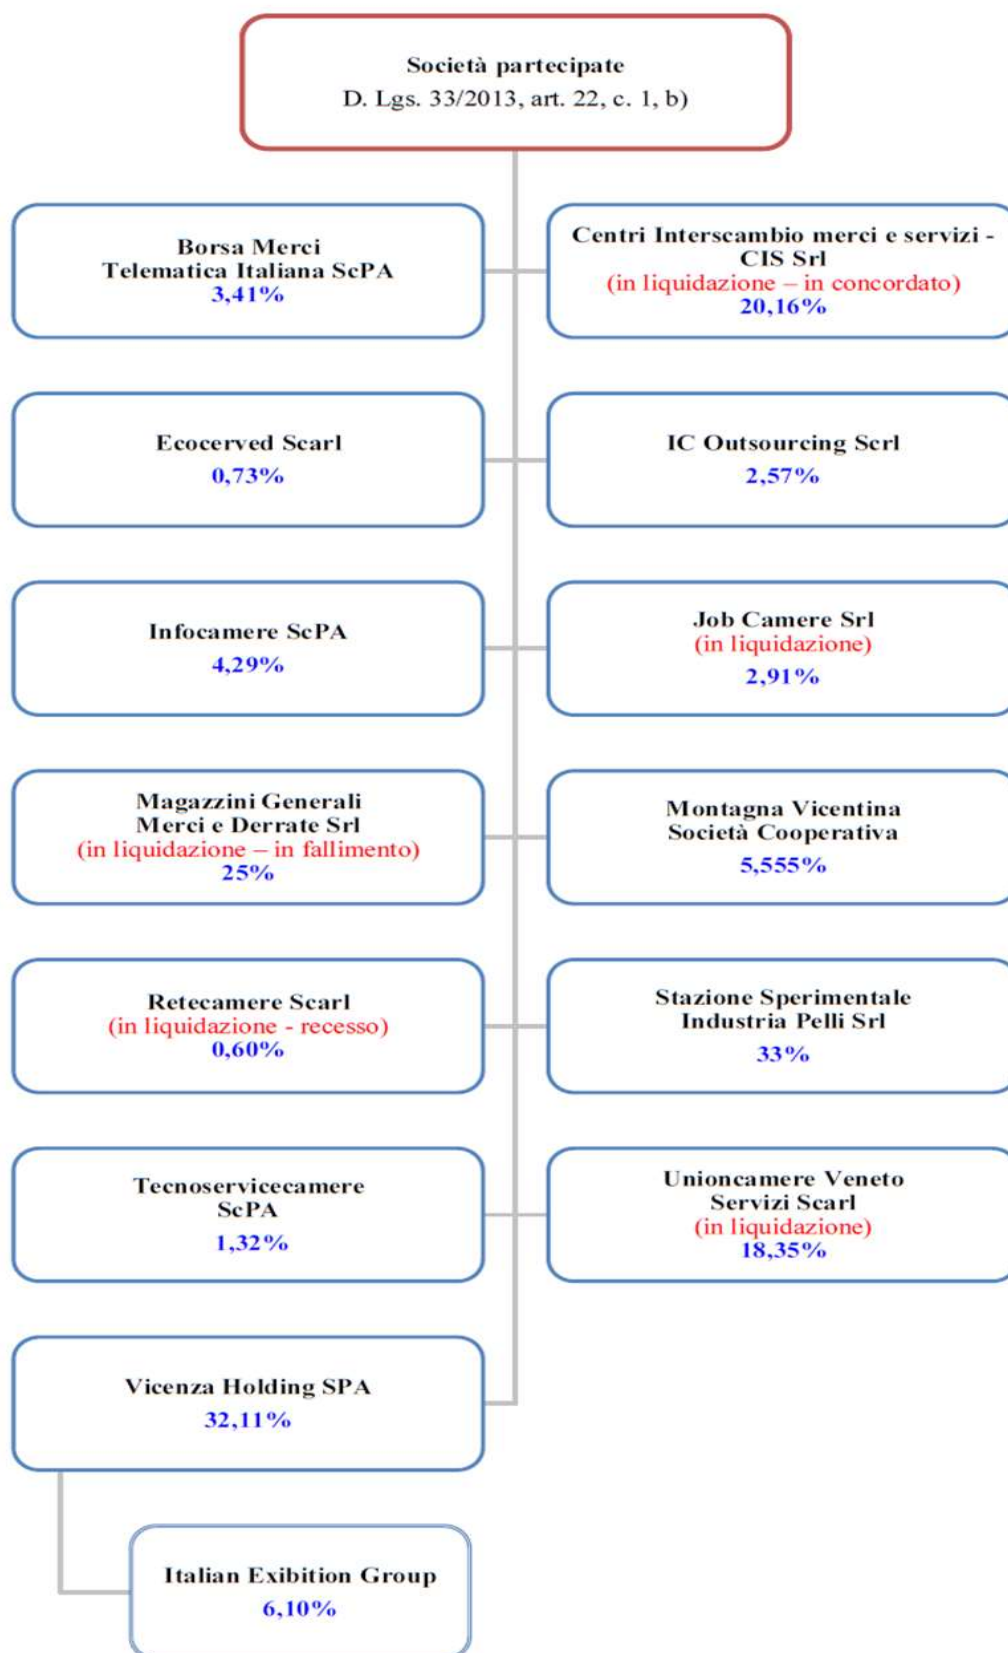 Società partecipate
D. Lgs. 33/2013, art. 22, c. 1, b)
Borsa Merci
Telematica Italiana ScPA
3,41%
Centri Interscambio merci e servizi -
CIS Srl
(in liquidazione – in concordato)
20,16%
Ecocerved Scarl
0,73%
IC Outsourcing Scrl
2,57%
Infocamere ScPA
4,29%
Job Camere Srl
(in liquidazione)
2,91%
Magazzini Generali
Merci e Derrate Srl
(in liquidazione – in fallimento)
25%
Montagna Vicentina
Società Cooperativa
5,555%
Retecamere Scarl
(in liquidazione - recesso)
0,60%
Stazione Sperimentale
Industria Pelli Srl
33%
Tecnoservicecamere
ScPA
1,32%
Unioncamere Veneto
Servizi Scarl
(in liquidazione)
18,35%
Vicenza Holding SPA
32,11%
Italian Exibition Group
6,10%